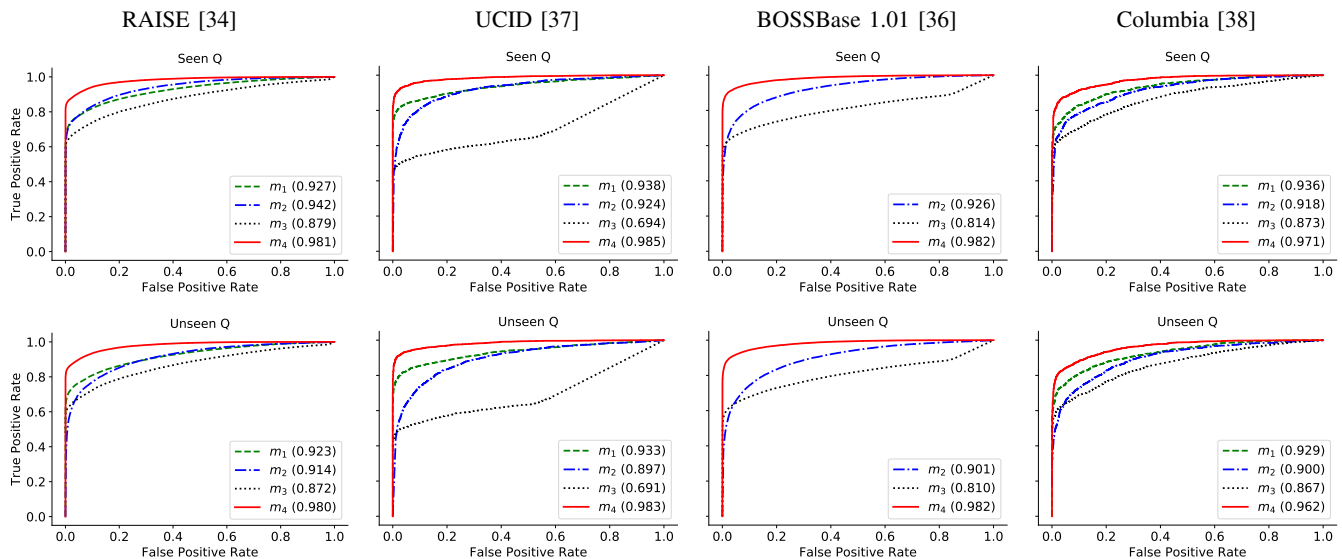 RAISE [34]
UCID [37]
BOSSBase 1.01 [36]
Columbia [38]
Seen Q
True Positive Rate
1.0
0.8
0.6
0.4
0.2
0.0
m1 (0.927)
m2 (0.942)
m3 (0.879)
m4 (0.981)
0.0 0.2 0.4 0.6 0.8 1.0
False Positive Rate
Seen Q
m1 (0.938)
m2 (0.924)
m3 (0.694)
m4 (0.985)
0.0 0.2 0.4 0.6 0.8 1.0
False Positive Rate
Seen Q
m2 (0.926)
m3 (0.814)
m4 (0.982)
0.0 0.2 0.4 0.6 0.8 1.0
False Positive Rate
Seen Q
m1 (0.936)
m2 (0.918)
m3 (0.873)
m4 (0.971)
0.0 0.2 0.4 0.6 0.8 1.0
False Positive Rate
Unseen Q
True Positive Rate
1.0
0.8
0.6
0.4
0.2
0.0
m1 (0.923)
m2 (0.914)
m3 (0.872)
m4 (0.980)
0.0 0.2 0.4 0.6 0.8 1.0
False Positive Rate
Unseen Q
m1 (0.933)
m2 (0.897)
m3 (0.691)
m4 (0.983)
0.0 0.2 0.4 0.6 0.8 1.0
False Positive Rate
Unseen Q
m2 (0.901)
m3 (0.810)
m4 (0.982)
0.0 0.2 0.4 0.6 0.8 1.0
False Positive Rate
Unseen Q
m1 (0.929)
m2 (0.900)
m3 (0.867)
m4 (0.962)
0.0 0.2 0.4 0.6 0.8 1.0
False Positive Rate